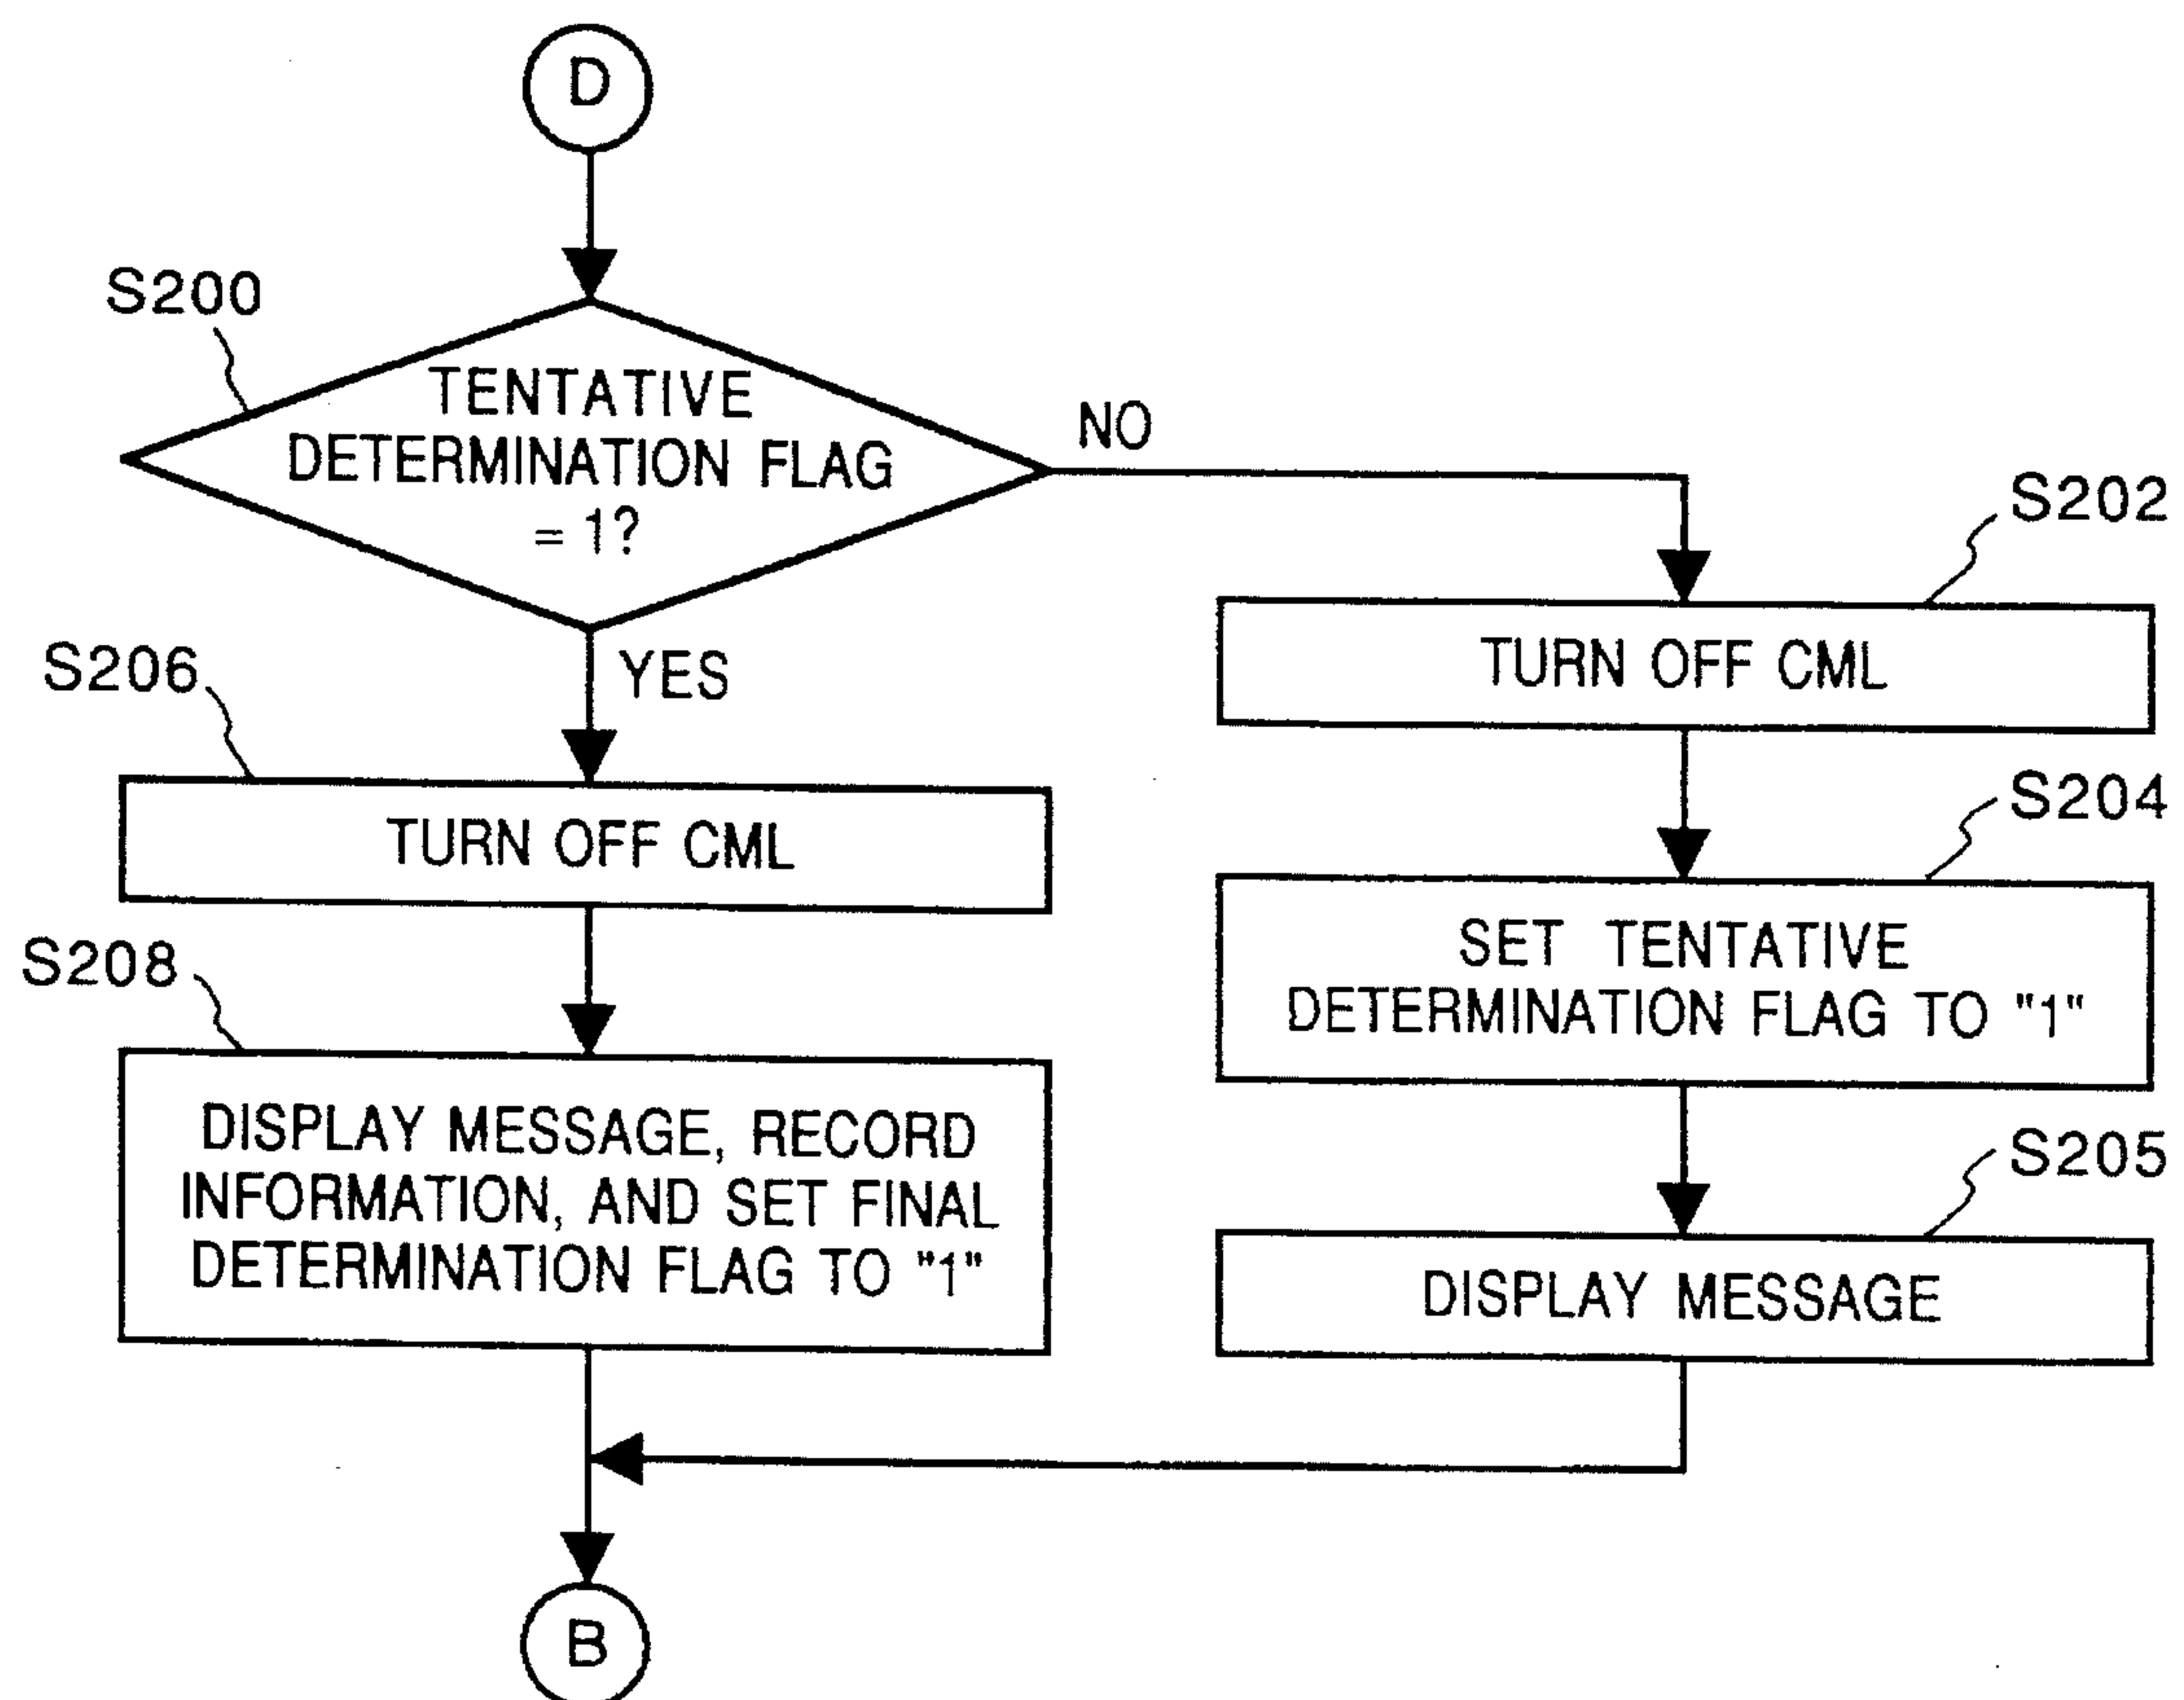 D
S200
TENTATIVE
DETERMINATION FLAG
= 1?
NO
YES
S202
TURN OFF CML
S204
SET TENTATIVE
DETERMINATION FLAG TO "1"
S205
DISPLAY MESSAGE
S206
TURN OFF CML
S208
DISPLAY MESSAGE, RECORD
INFORMATION, AND SET FINAL
DETERMINATION FLAG TO "1"
B